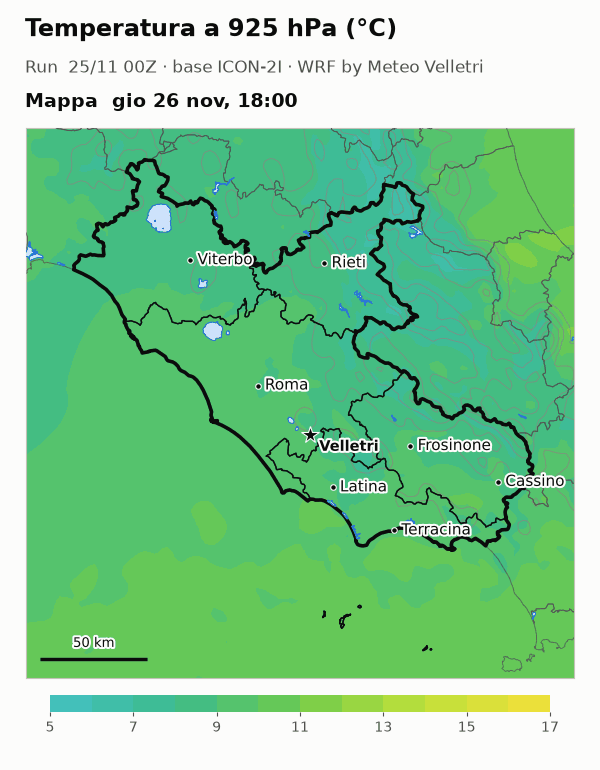 Temperatura a 925 hPa (°C)
Run  25/11 00Z · base ICON-2I · WRF by Meteo Velletri
Mappa  gio 26 nov, 18:00
Viterbo
Rieti
Roma
Velletri
Frosinone
Latina
Cassino
Terracina
50 km
5 7 9 11 13 15 17